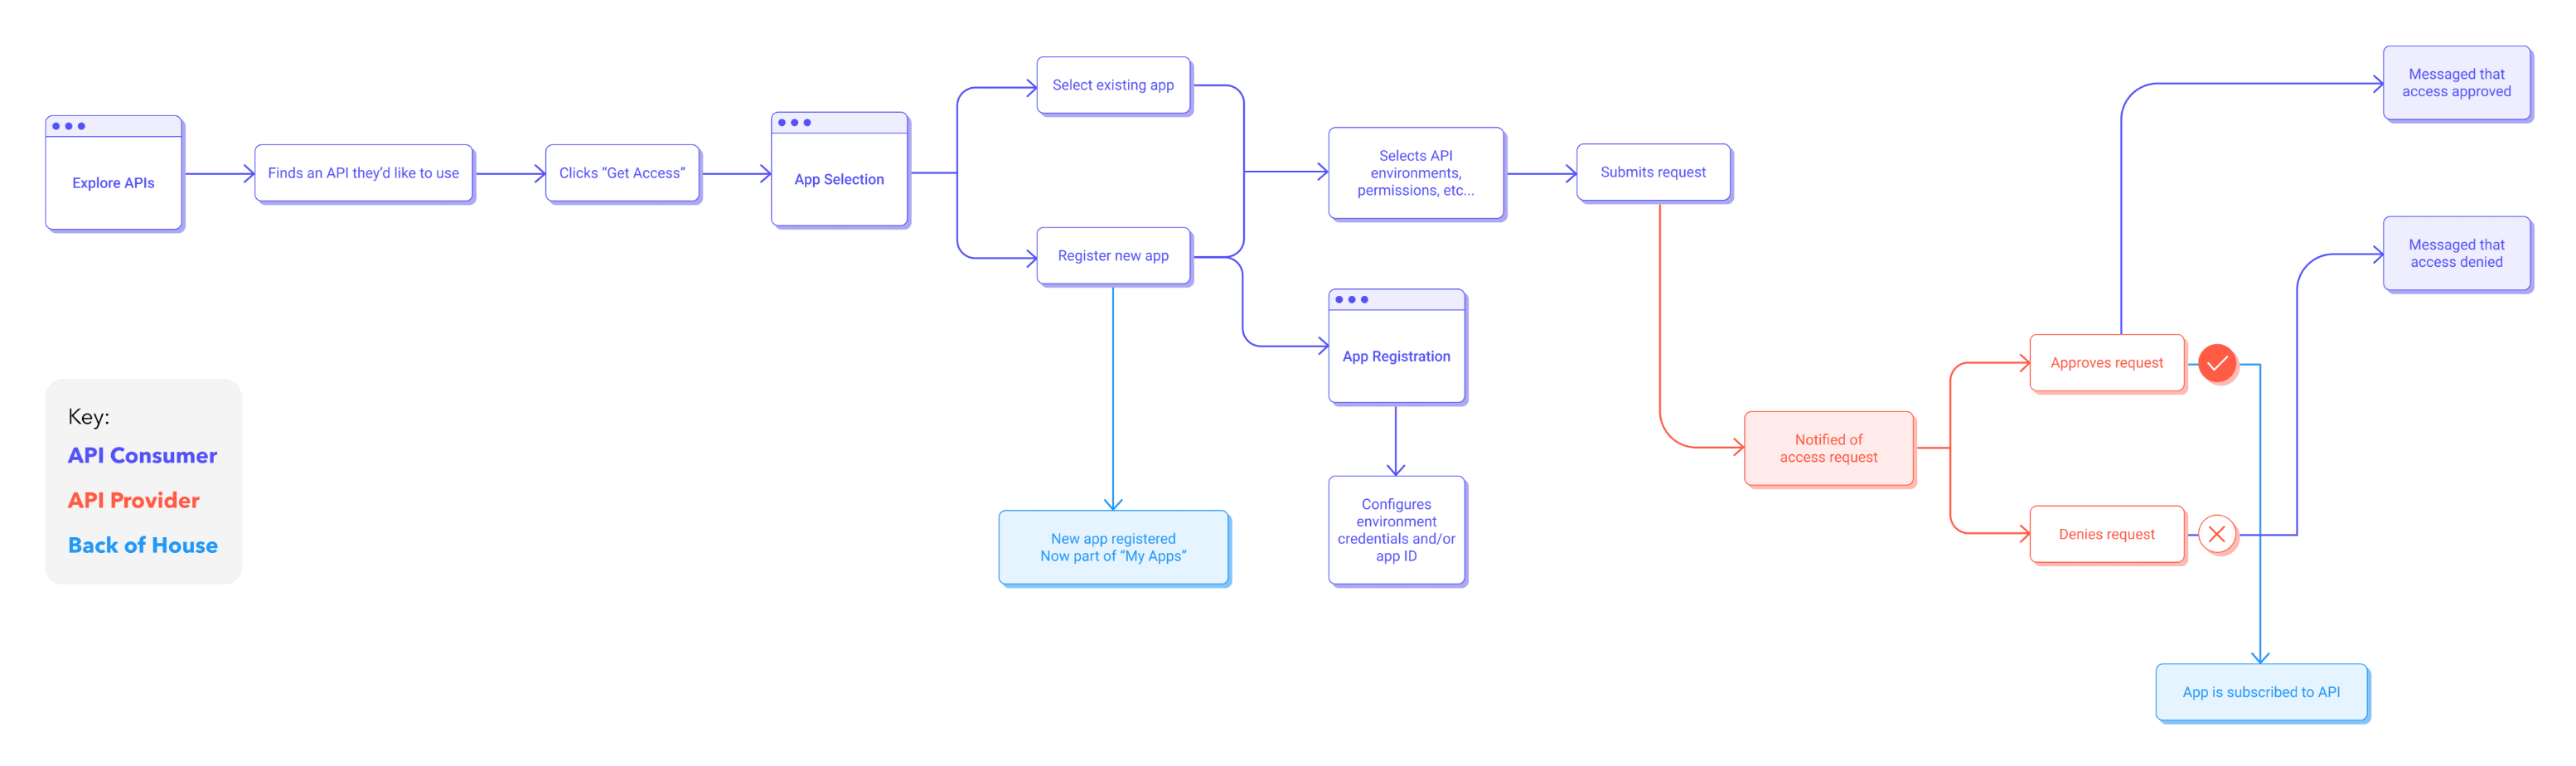 Explore APIs
Finds an API they’d like to use
Clicks “Get Access”
App Selection
Select existing app
Register new app
New app registered
Now part of “My Apps”
Selects API
environments,
permissions, etc...
App Registration
Configures
environment
credentials and/or
app ID
Submits request
Notified of
access request
Approves request
Denies request
Messaged that
access approved
Messaged that
access denied
App is subscribed to API
Key:
API Consumer
API Provider
Back of House